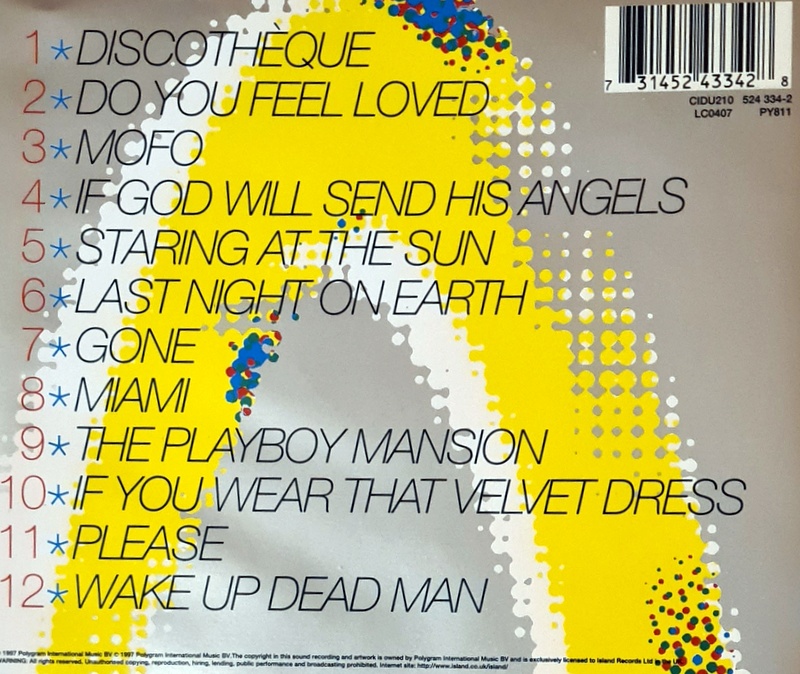 1*DISCOTHÈQUE
2*DO YOU FEEL LOVED
3*MOFO
4*IF GOD WILL SEND HIS ANGELS
5*STARING AT THE SUN
6*LAST NIGHT ON EARTH
7*GONE
8*MIAMI
9*THE PLAYBOY MANSION
10*IF YOU WEAR THAT VELVET DRESS
11*PLEASE
12*WAKE UP DEAD MAN
7 31452 43342 8
CIDU210 524 334-2
LC0407 PY811
1997 Polygram International Music BV © 1997 Polygram International Music BV. The copyright in this sound recording and artwork is owned by Polygram International Music BV and is exclusively licensed to Island Records Ltd in the
WARNING: All rights reserved. Unauthorised copying, reproduction, hiring, lending, public performance and broadcasting prohibited. Internet site: http://www.island.co.uk/island/